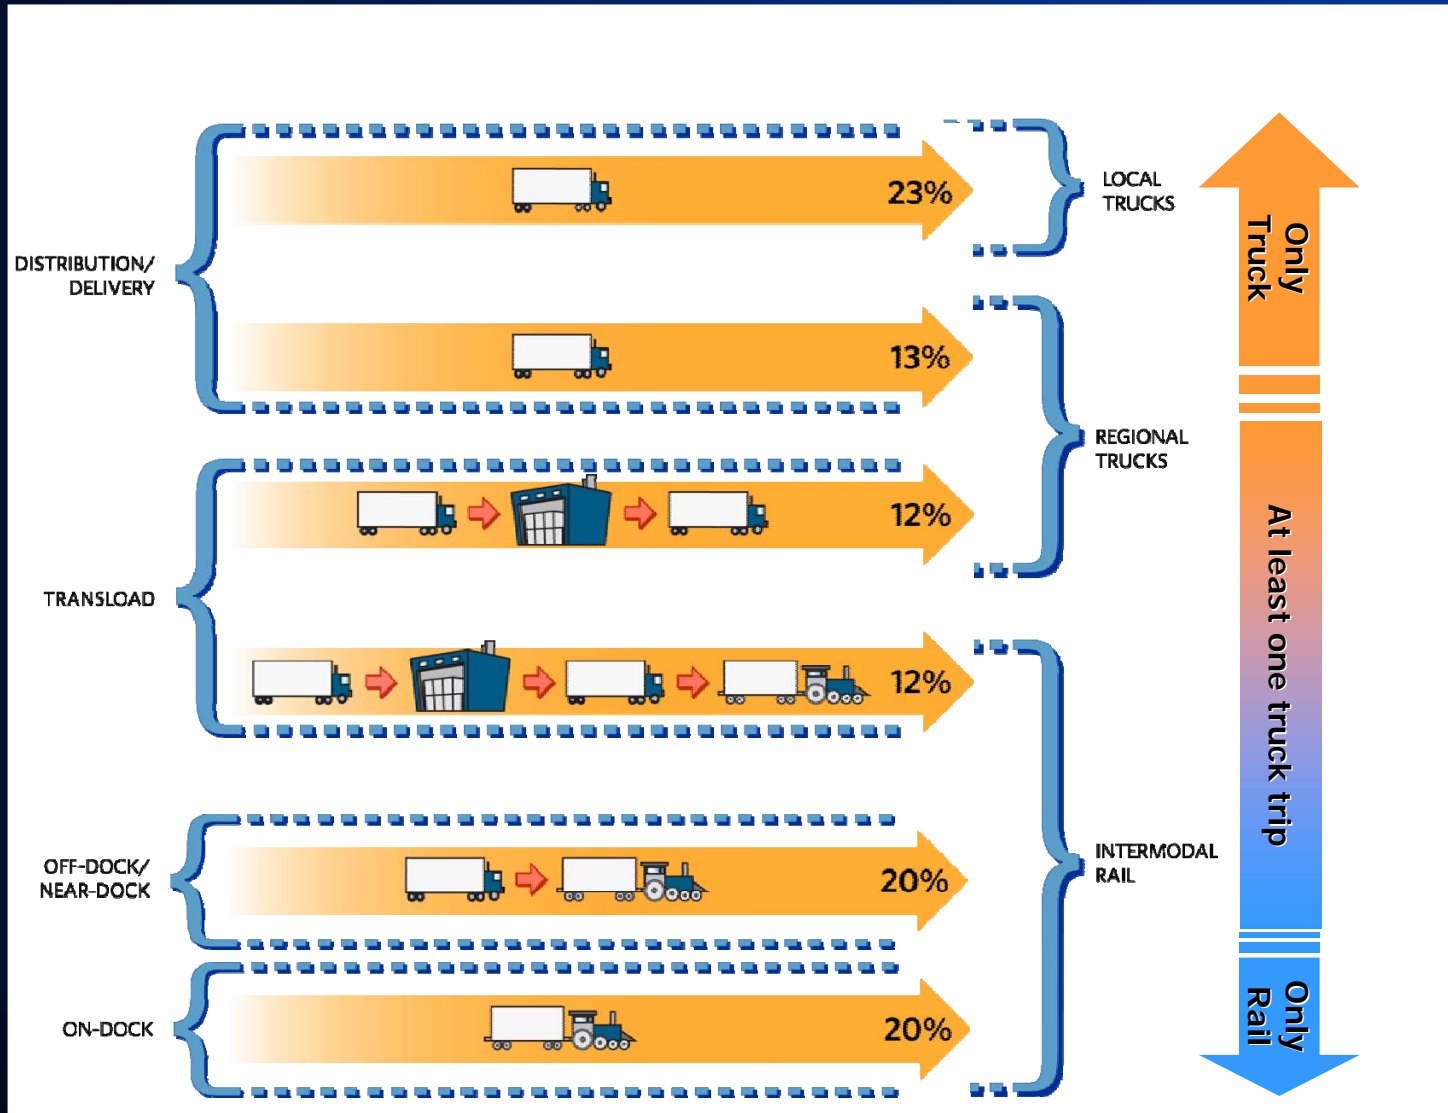 23%
LOCAL
TRUCKS
DISTRIBUTION/
DELIVERY
13%
REGIONAL
TRUCKS
12%
TRANSLOAD
12%
OFF-DOCK/
NEAR-DOCK
20%
INTERMODAL
RAIL
ON-DOCK
20%
Only
Truck
At least one truck trip
Only
Rail